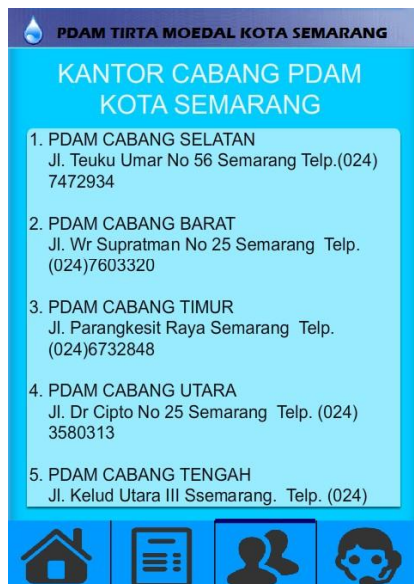 PDAM TIRTA MOEDAL KOTA SEMARANG
KANTOR CABANG PDAM
KOTA SEMARANG
1. PDAM CABANG SELATAN
Jl. Teuku Umar No 56 Semarang Telp.(024)
7472934
2. PDAM CABANG BARAT
Jl. Wr Supratman No 25 Semarang Telp.
(024)7603320
3. PDAM CABANG TIMUR
Jl. Parangkesit Raya Semarang Telp.
(024)6732848
4. PDAM CABANG UTARA
Jl. Dr Cipto No 25 Semarang Telp. (024)
3580313
5. PDAM CABANG TENGAH
Jl. Kelud Utara III Ssemarang. Telp. (024)